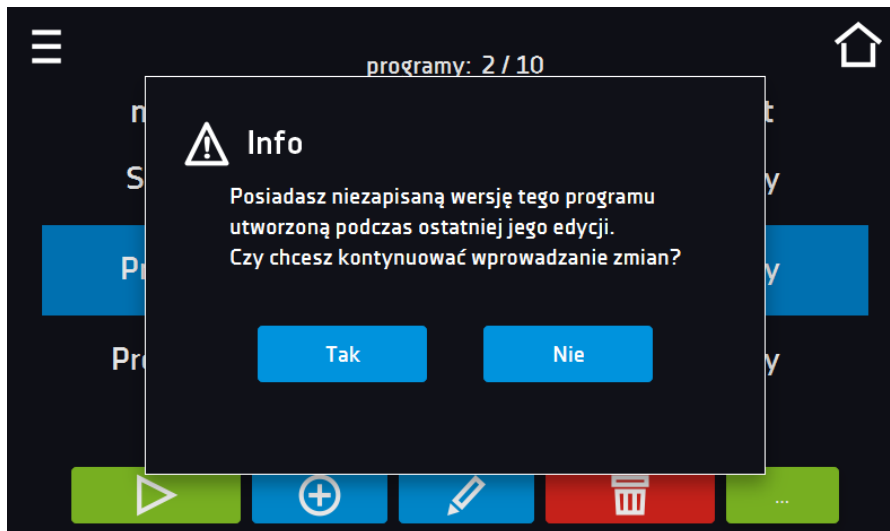 programy: 2 / 10
Info
Posiadasz niezapisaną wersję tego programu
utworzoną podczas ostatniej jego edycji.
Czy chcesz kontynuować wprowadzanie zmian?
Tak
Nie
...